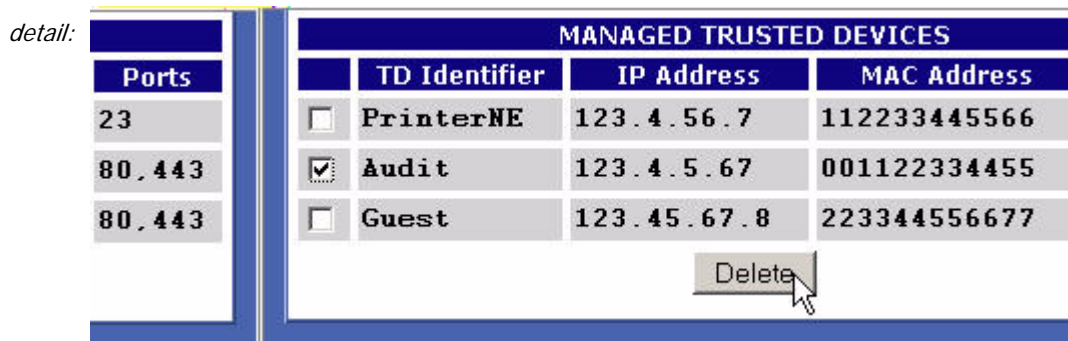 detail:
Ports
23
80,443
80,443
MANAGED TRUSTED DEVICES
TD Identifier IP Address MAC Address
PrinterNE 123.4.56.7 112233445566
Audit 123.4.5.67 001122334455
Guest 123.45.67.8 223344556677
Delete